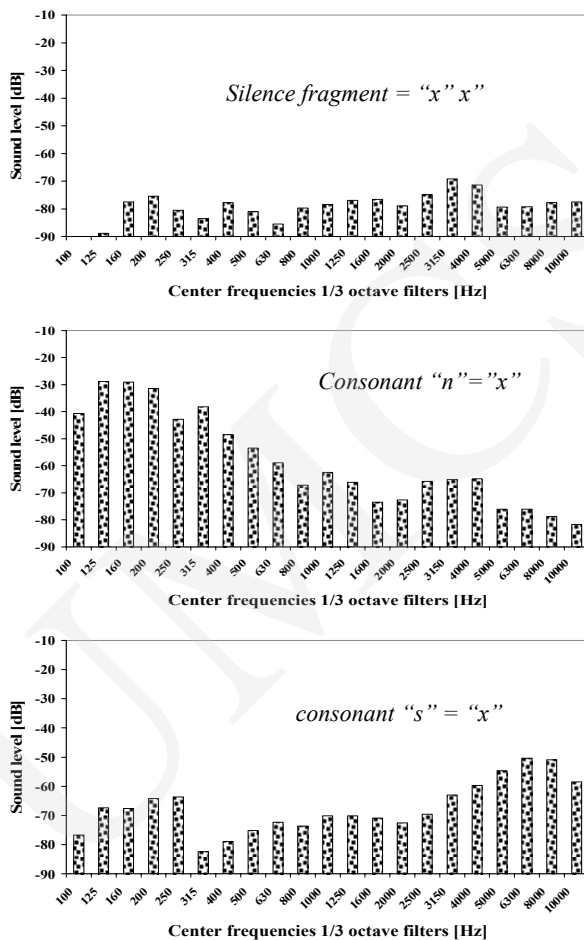 -10
Silence fragment = “x” x”
-20
-30
-40
-50
-60
-70
-80
-90
Sound level [dB]
100 125 160 200 250 315 400 500 630 800 1000 1250 1600 2000 2500 3150 4000 5000 6300 8000 10000
Center frequencies 1/3 octave filters [Hz]
-10
Consonant “n”=”x”
-20
-30
-40
-50
-60
-70
-80
-90
Sound level [dB]
100 125 160 200 250 315 400 500 630 800 1000 1250 1600 2000 2500 3150 4000 5000 6300 8000 10000
Center frequencies 1/3 octave filters [Hz]
-10
consonant “s” = “x”
-20
-30
-40
-50
-60
-70
-80
-90
Sound level [dB]
100 125 160 200 250 315 400 500 630 800 1000 1250 1600 2000 2500 3150 4000 5000 6300 8000 10000
Center frequencies 1/3 octave filters [Hz]
UMCS